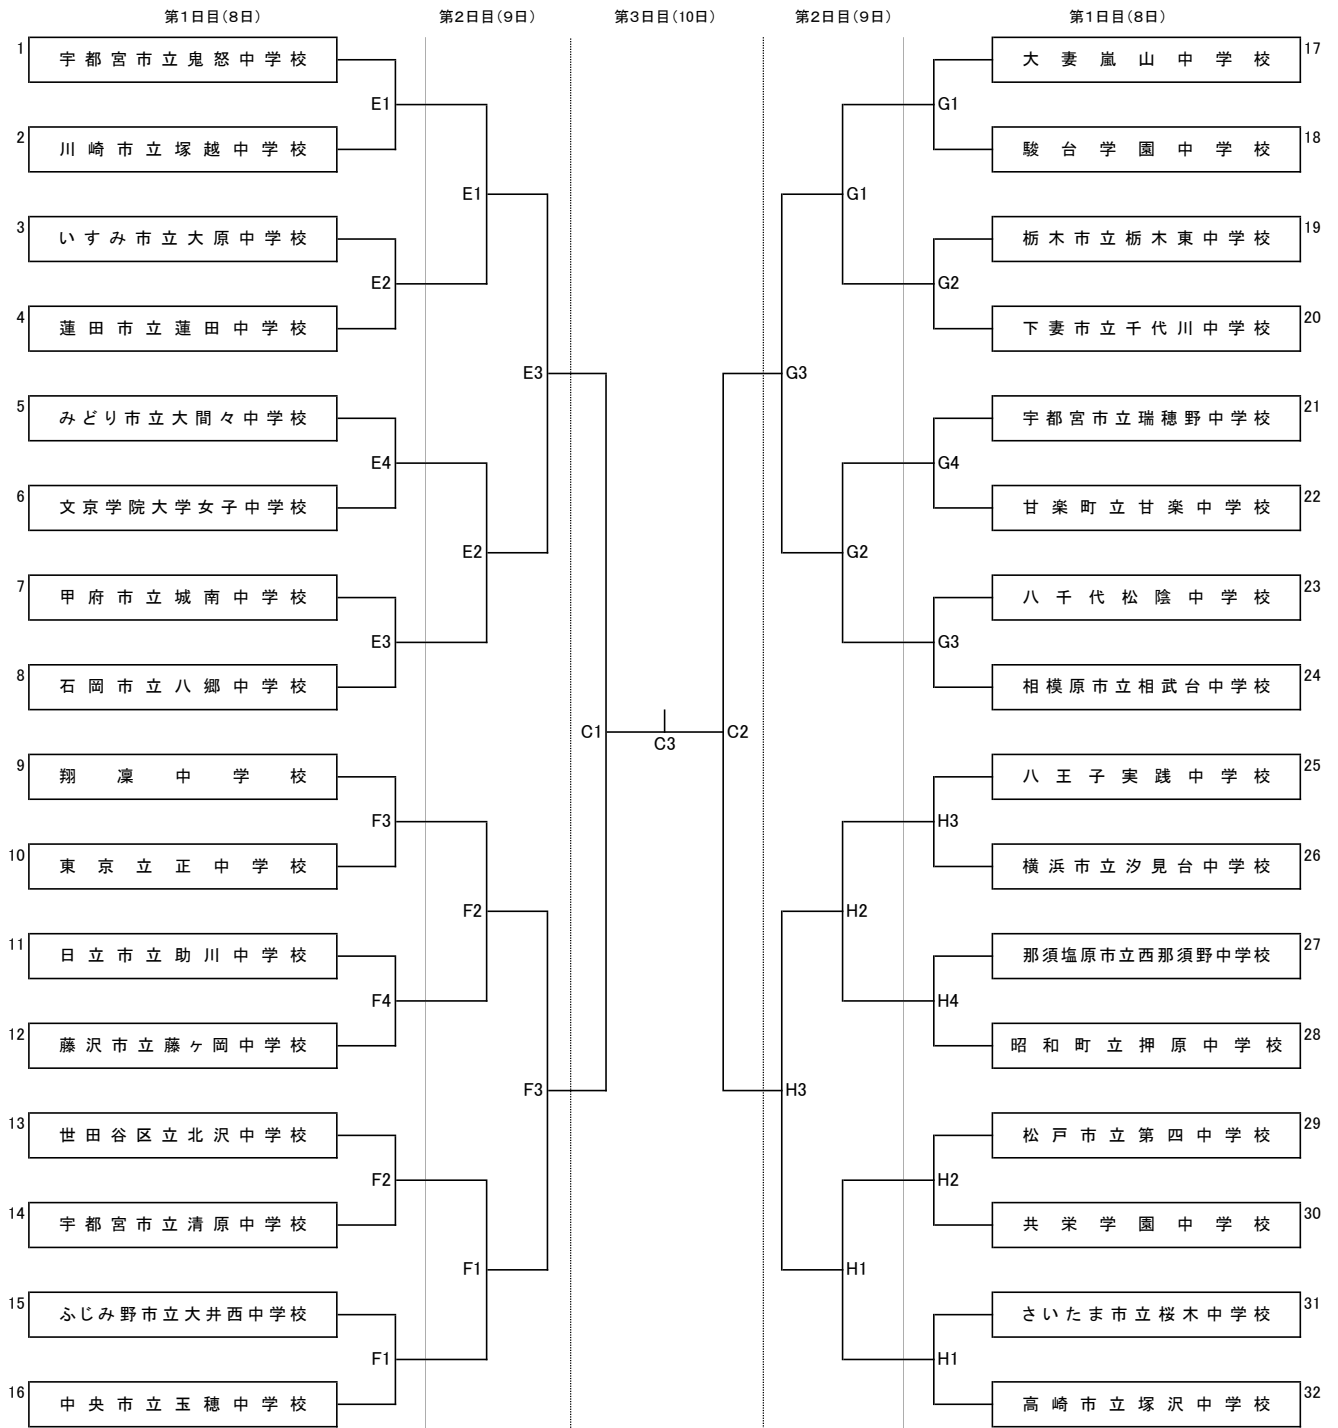 第1日目(8日)
第2日目(9日)
第3日目(10日)
第2日目(9日)
第1日目(8日)
1 宇都宮市立鬼怒中学校
E1
2 川崎市立塚越中学校
E1
3 いすみ市立大原中学校
E2
4 蓮田市立蓮田中学校
E3
5 みどり市立大間々中学校
E4
6 文京学院大学女子中学校
E2
7 甲府市立城南中学校
E3
8 石岡市立八郷中学校
C1
C3
C2
9 翔凜中学校
F3
10 東京立正中学校
F2
11 日立市立助川中学校
F4
12 藤沢市立藤ヶ岡中学校
F3
13 世田谷区立北沢中学校
F2
14 宇都宮市立清原中学校
F1
15 ふじみ野市立大井西中学校
F1
16 中央市立玉穂中学校
大妻嵐山中学校 17
G1
駿台学園中学校 18
G1
栃木市立栃木東中学校 19
G2
下妻市立千代川中学校 20
G3
宇都宮市立瑞穂野中学校 21
G4
甘楽町立甘楽中学校 22
G2
八千代松陰中学校 23
G3
相模原市立相武台中学校 24
八王子実践中学校 25
H3
横浜市立汐見台中学校 26
H2
那須塩原市立西那須野中学校 27
H4
昭和町立押原中学校 28
H3
松戸市立第四中学校 29
H2
共栄学園中学校 30
H1
さいたま市立桜木中学校 31
H1
高崎市立塚沢中学校 32